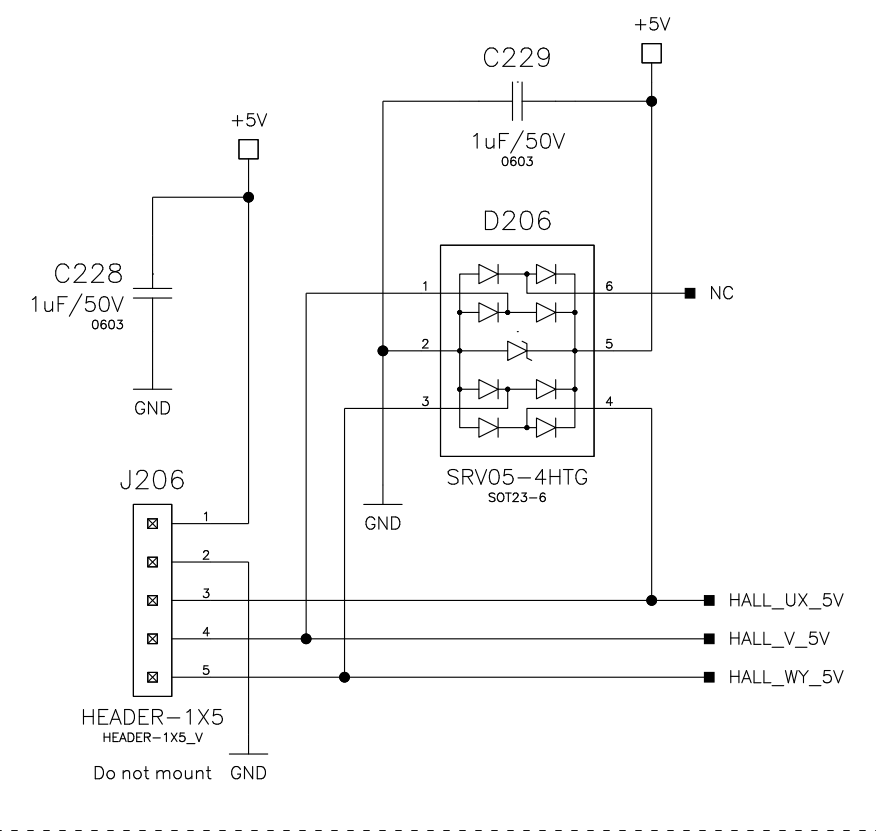 +5V
C229
1uF/50V
0603
+5V
D206
C228
1uF/50V
0603
GND
1
2
3
6
5
4
NC
SRV05-4HTG
SOT23-6
GND
J206
1
2
3
4
5
HALL_UX_5V
HALL_V_5V
HALL_WY_5V
HEADER-1X5
HEADER-1X5_V
Do not mount
GND